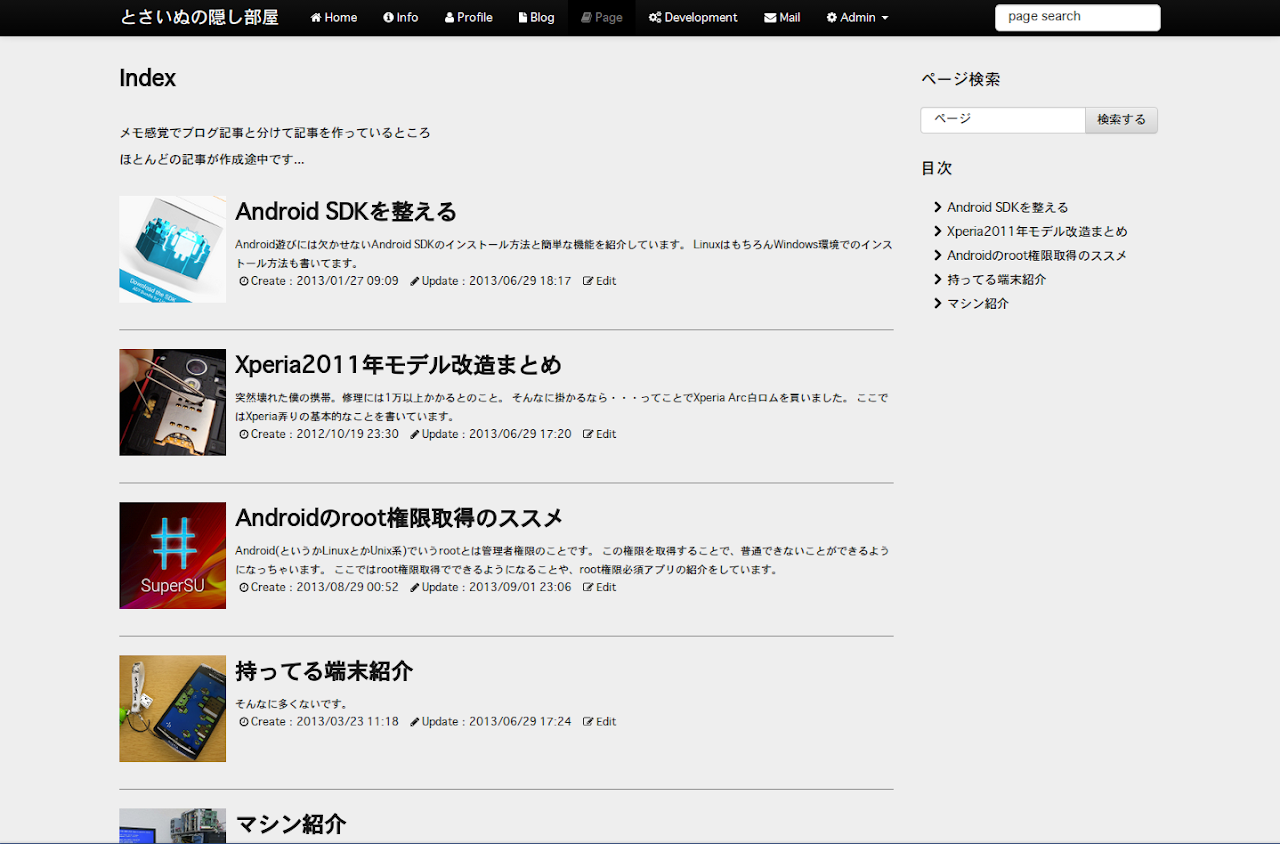 とさいぬの隠し部屋 Home Info Profile Blog Page Development Mail Admin page search
Index
メモ感覚でブログ記事と分けて記事を作っているところ
ほとんどの記事が作成途中です...
Android SDKを整える
Android遊びには欠かせないAndroid SDKのインストール方法と簡単な機能を紹介しています。 LinuxはもちろんWindows環境でのインス
トール方法も書いてます。
Create : 2013/01/27 09:09 Update : 2013/06/29 18:17 Edit
Download the SDK
Xperia2011年モデル改造まとめ
突然壊れた僕の携帯。修理には1万以上かかるとのこと。 そんなに掛かるなら・・・ってことでXperia Arc白ロムを買いました。 ここで
はXperia弄りの基本的なことを書いています。
Create : 2012/10/19 23:30 Update : 2013/06/29 17:20 Edit
Androidのroot権限取得のススメ
Android(というかLinuxとかUnix系)でいうrootとは管理者権限のことです。 この権限を取得することで、普通できないことができるよう
になっちゃいます。 ここではroot権限取得でできるようになることや、root権限必須アプリの紹介をしています。
Create : 2013/08/29 00:52 Update : 2013/09/01 23:06 Edit
SuperSU
持ってる端末紹介
そんなに多くないです。
Create : 2013/03/23 11:18 Update : 2013/06/29 17:24 Edit
マシン紹介
ページ検索
ページ 検索する
目次
Android SDKを整える
Xperia2011年モデル改造まとめ
Androidのroot権限取得のススメ
持ってる端末紹介
マシン紹介